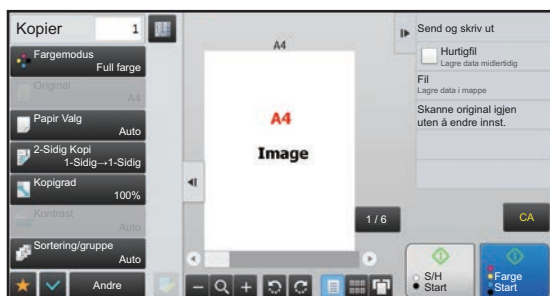 Kopier
1
Fargemodus
Full farge
Original
A4
Papir Valg
Auto
2-Sidig Kopi
1-Sidig→1-Sidig
Kopigrad
100%
Kontrast
Auto
Sortering/gruppe
Auto
Andre
A4
A4
Image
1 / 6
Send og skriv ut
Hurtigfil
Lagre data midlertidig
Fil
Lagre data i mappe
Skanne original igjen
uten å endre innst.
CA
S/H
Start
Farge
Start